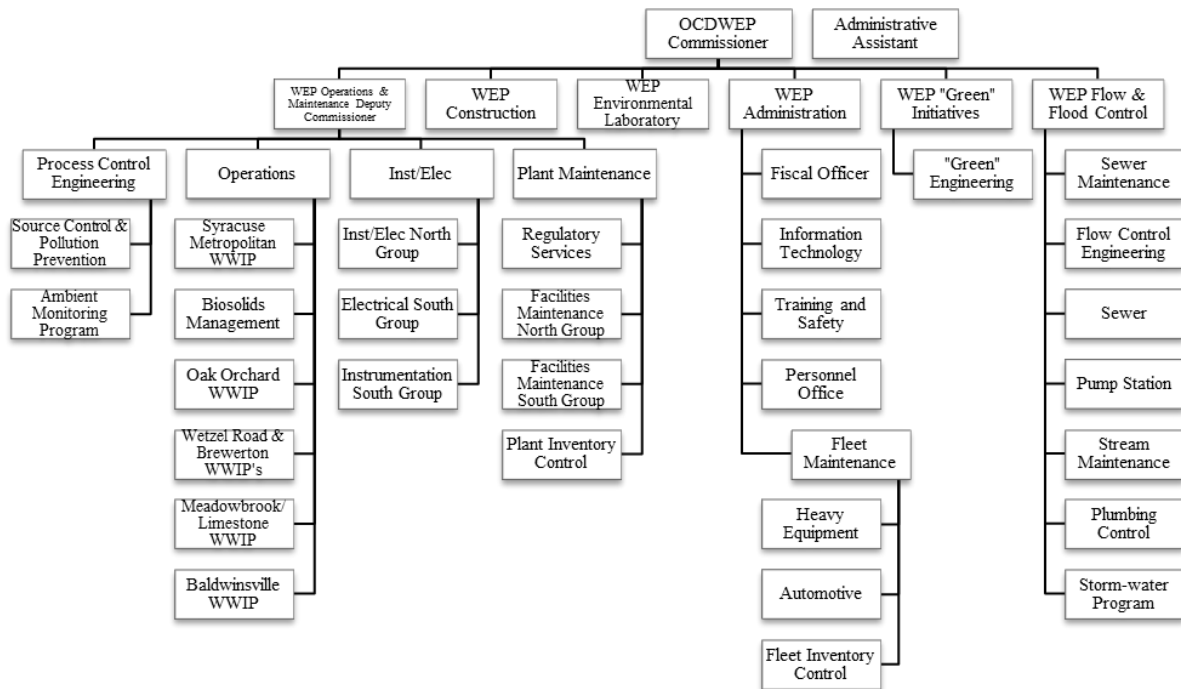 OCDWEP
Commissioner
Administrative
Assistant
WEP Operations &
Maintenance Deputy
Commissioner
WEP
Construction
WEP
Environmental
Laboratory
WEP
Administration
WEP "Green"
Initiatives
WEP Flow &
Flood Control
Process Control
Engineering
Operations
Inst/Elec
Plant Maintenance
Fiscal Officer
"Green"
Engineering
Sewer
Maintenance
Source Control &
Pollution
Prevention
Syracuse
Metropolitan
WWIP
Inst/Elec North
Group
Regulatory
Services
Information
Technology
Flow Control
Engineering
Ambient
Monitoring
Program
Biosolids
Management
Electrical South
Group
Facilities
Maintenance
North Group
Training and
Safety
Sewer
Oak Orchard
WWIP
Instrumentation
South Group
Facilities
Maintenance
South Group
Personnel
Office
Pump Station
Wetzel Road &
Brewerton
WWIP's
Plant Inventory
Control
Fleet
Maintenance
Stream
Maintenance
Meadowbrook/
Limestone
WWIP
Heavy
Equipment
Plumbing
Control
Baldwinsville
WWIP
Automotive
Storm-water
Program
Fleet Inventory
Control